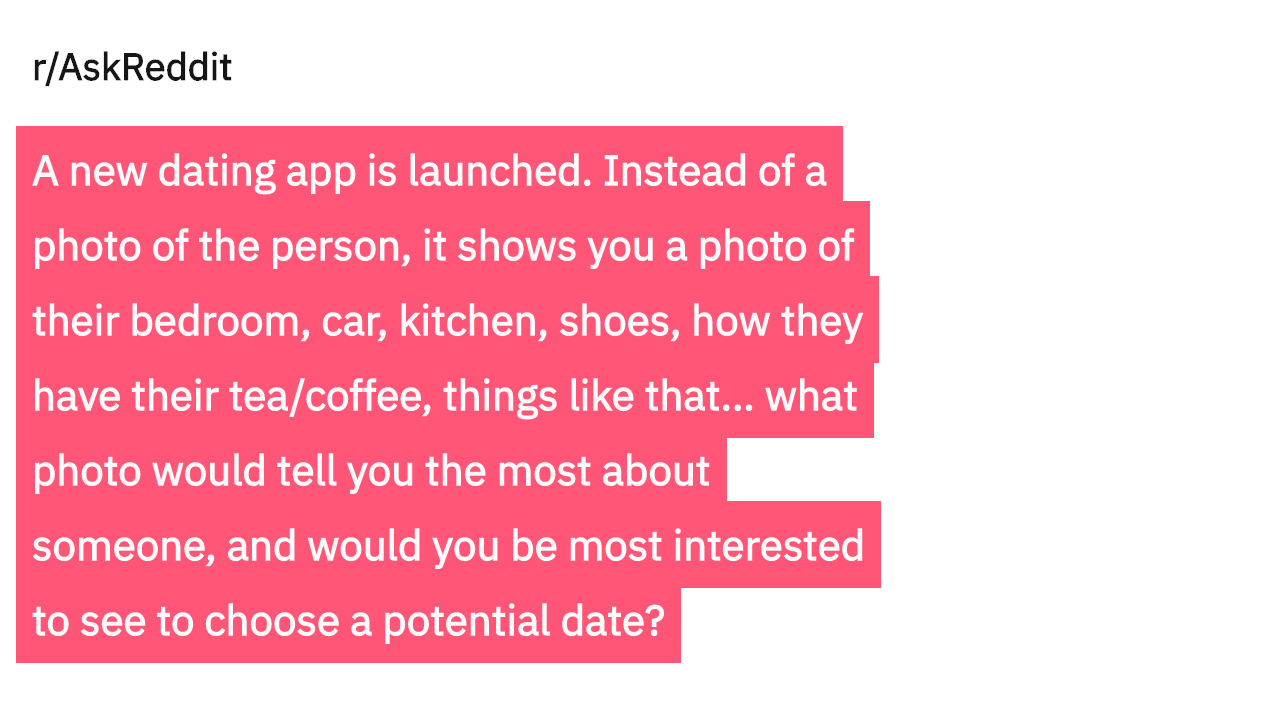 r/AskReddit
A new dating app is launched. Instead of a
photo of the person, it shows you a photo of
their bedroom, car, kitchen, shoes, how they
have their tea/coffee, things like that... what
photo would tell you the most about
someone, and would you be most interested
to see to choose a potential date?